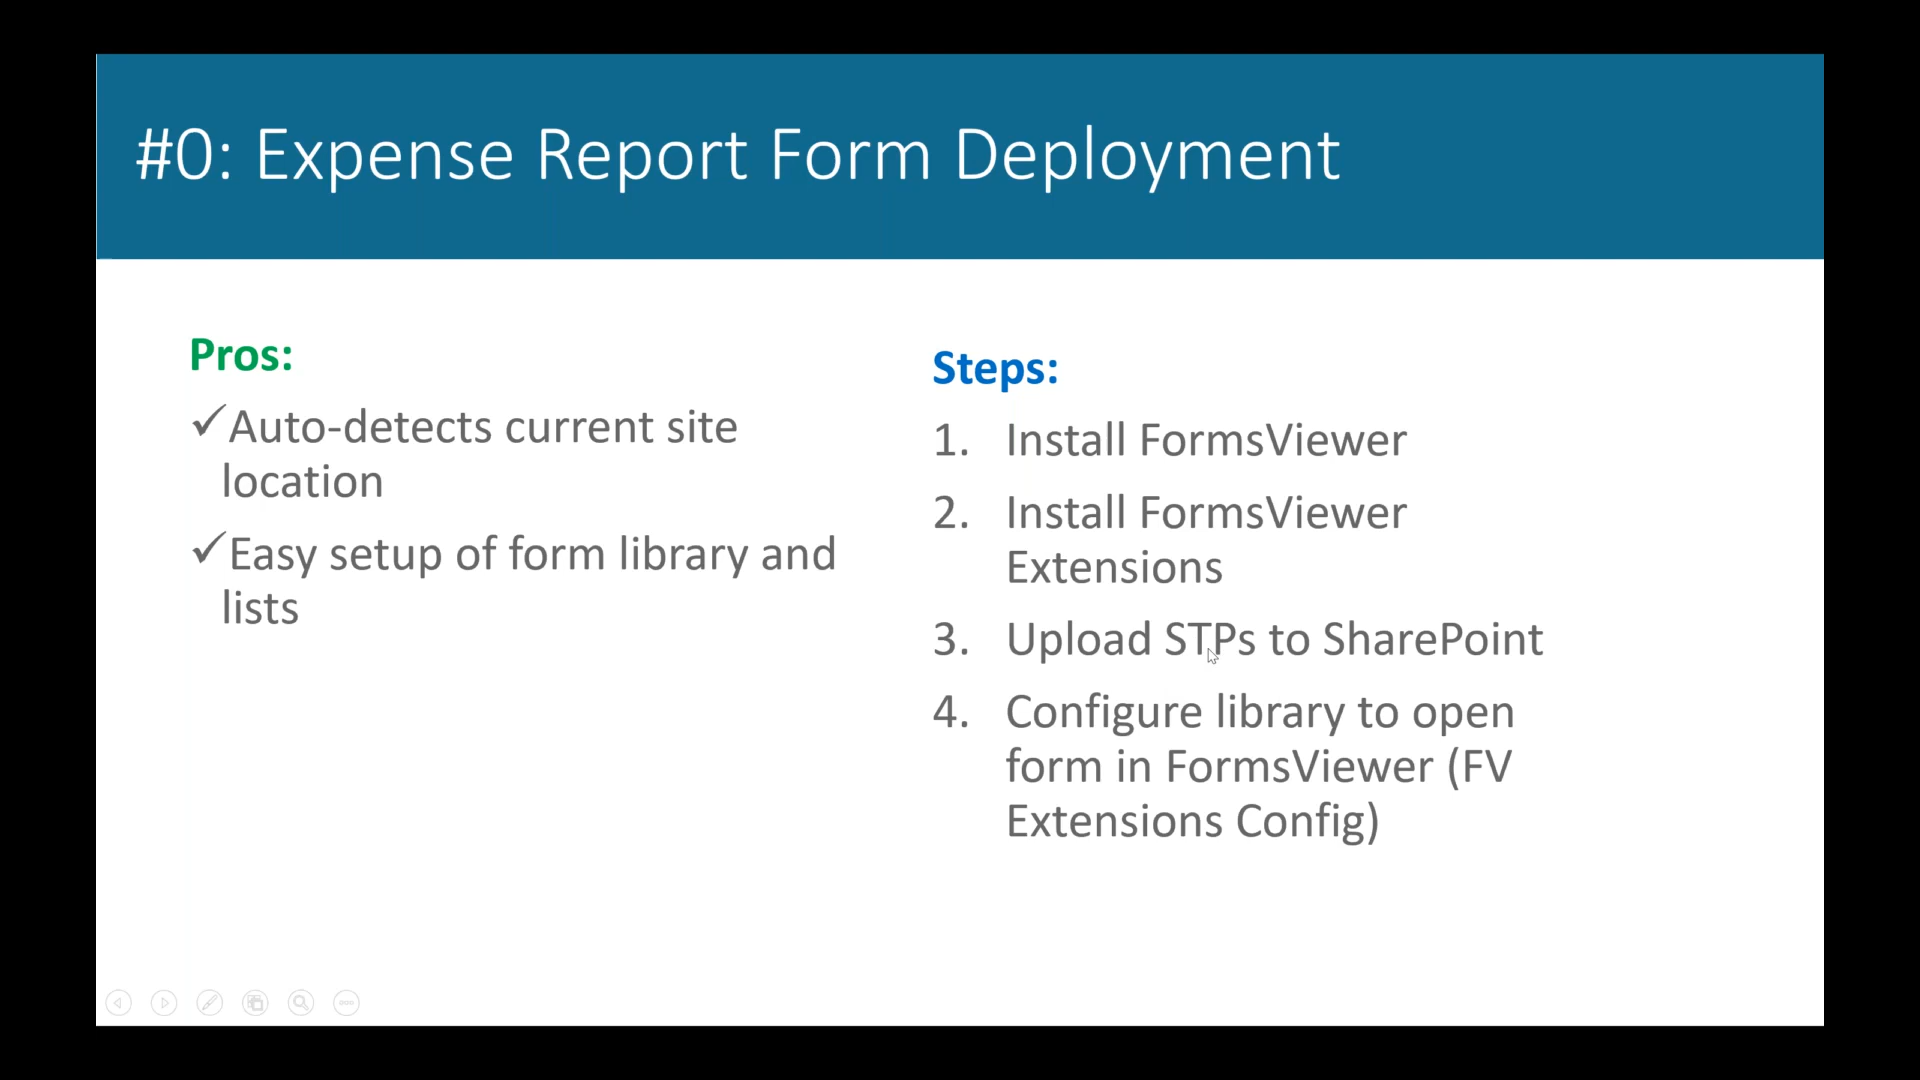 #0: Expense Report Form Deployment
Pros:
✓Auto-detects current site
location
✓Easy setup of form library and
lists
Steps:
1. Install FormsViewer
2. Install FormsViewer
Extensions
3. Upload STPs to SharePoint
4. Configure library to open
form in FormsViewer (FV
Extensions Config)